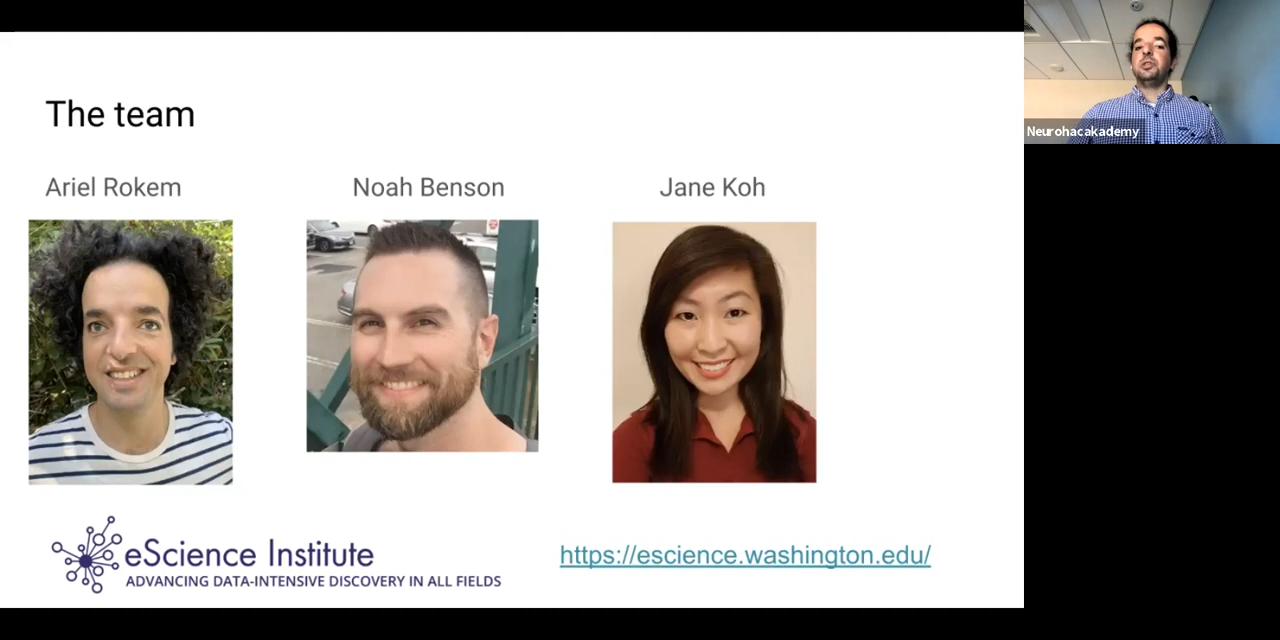 The team
Ariel Rokem
Noah Benson
Jane Koh
eScience Institute
ADVANCING DATA-INTENSIVE DISCOVERY IN ALL FIELDS
https://escience.washington.edu/
Neurohacakademy